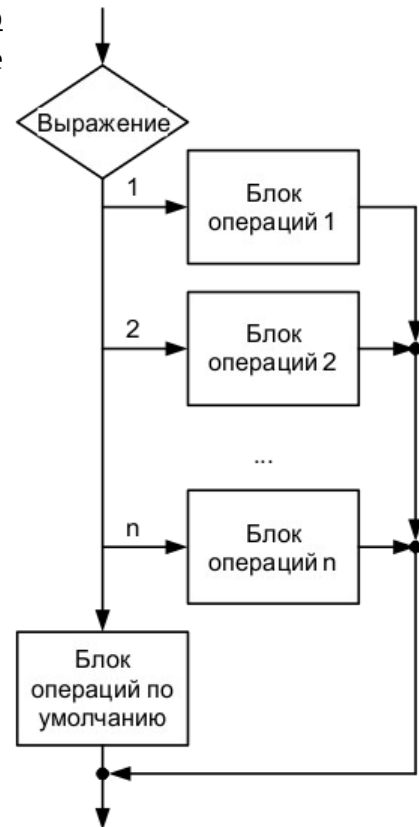 Выражение
1
Блок
операций 1
2
Блок
операций 2
...
n
Блок
операций n
Блок
операций по
умолчанию